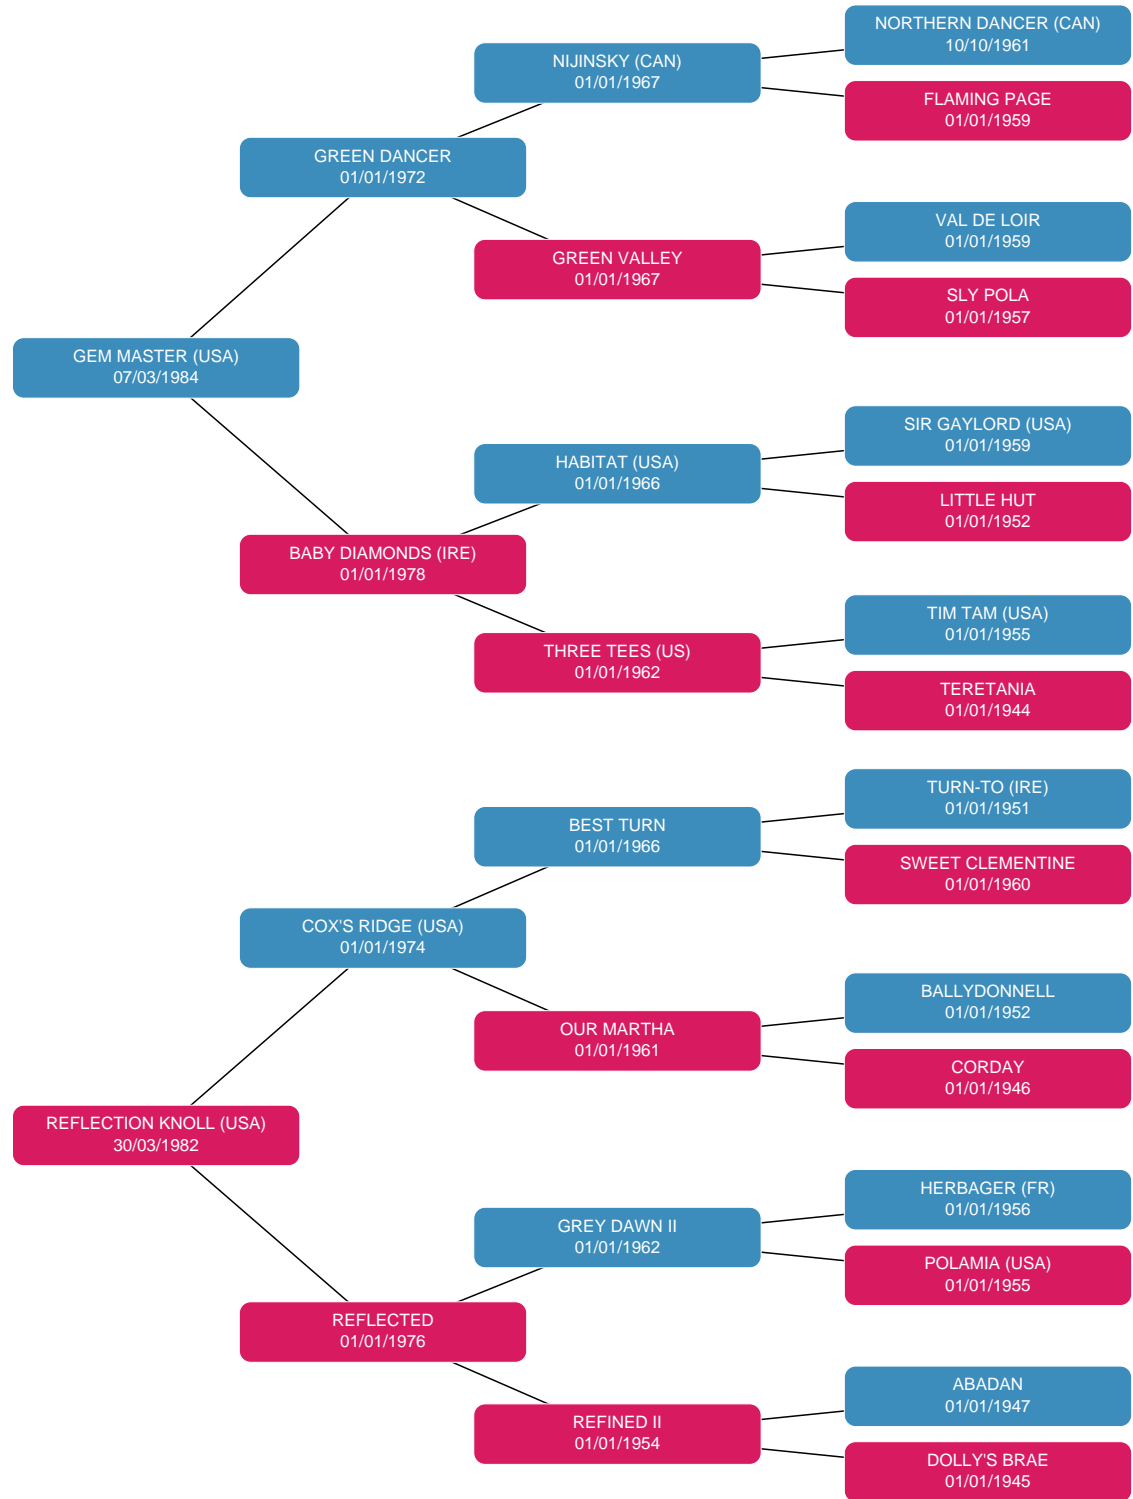 NORTHERN DANCER (CAN)
10/10/1961
NIJINSKY (CAN)
01/01/1967
FLAMING PAGE
01/01/1959
GREEN DANCER
01/01/1972
VAL DE LOIR
01/01/1959
GREEN VALLEY
01/01/1967
SLY POLA
01/01/1957
GEM MASTER (USA)
07/03/1984
SIR GAYLORD (USA)
01/01/1959
HABITAT (USA)
01/01/1966
LITTLE HUT
01/01/1952
BABY DIAMONDS (IRE)
01/01/1978
TIM TAM (USA)
01/01/1955
THREE TEES (US)
01/01/1962
TERETANIA
01/01/1944
TURN-TO (IRE)
01/01/1951
BEST TURN
01/01/1966
SWEET CLEMENTINE
01/01/1960
COX'S RIDGE (USA)
01/01/1974
BALLYDONNELL
01/01/1952
OUR MARTHA
01/01/1961
CORDAY
01/01/1946
REFLECTION KNOLL (USA)
30/03/1982
HERBAGER (FR)
01/01/1956
GREY DAWN II
01/01/1962
POLAMIA (USA)
01/01/1955
REFLECTED
01/01/1976
ABADAN
01/01/1947
REFINED II
01/01/1954
DOLLY'S BRAE
01/01/1945